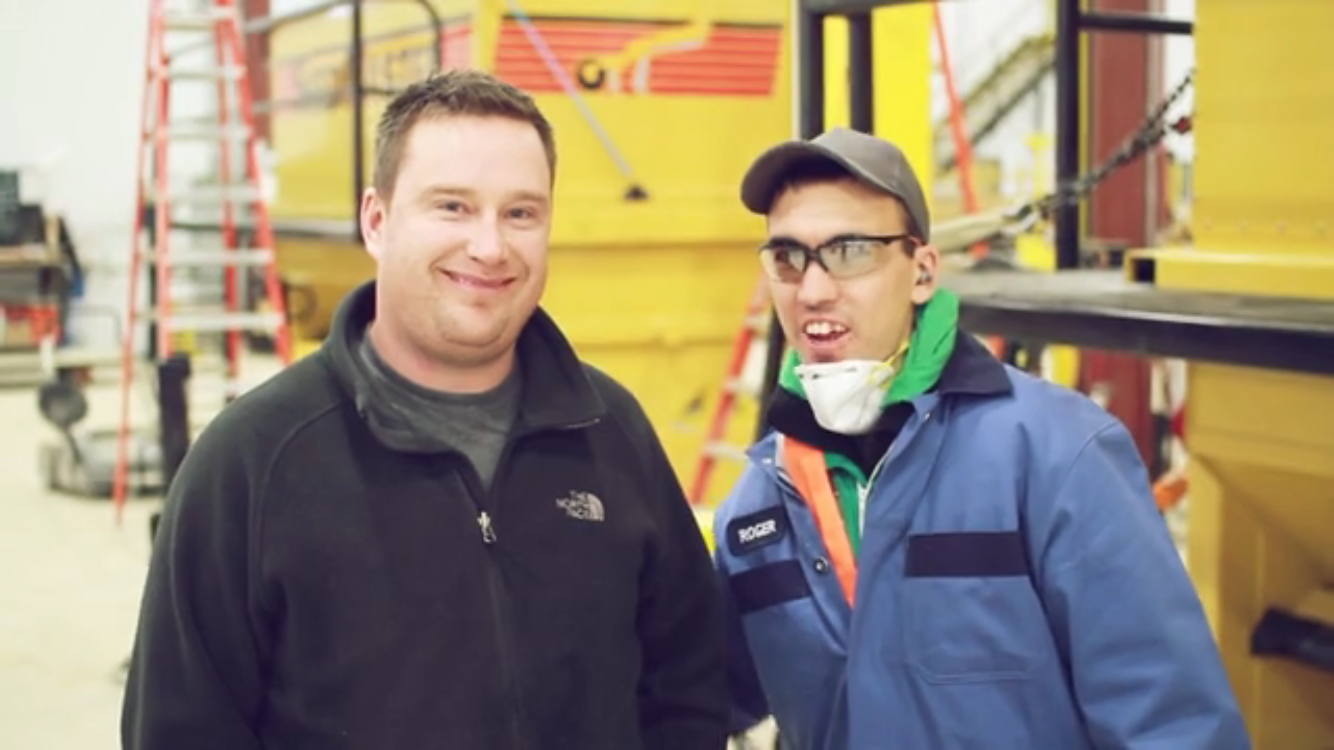 THE
NORTH
FACE
ROGER